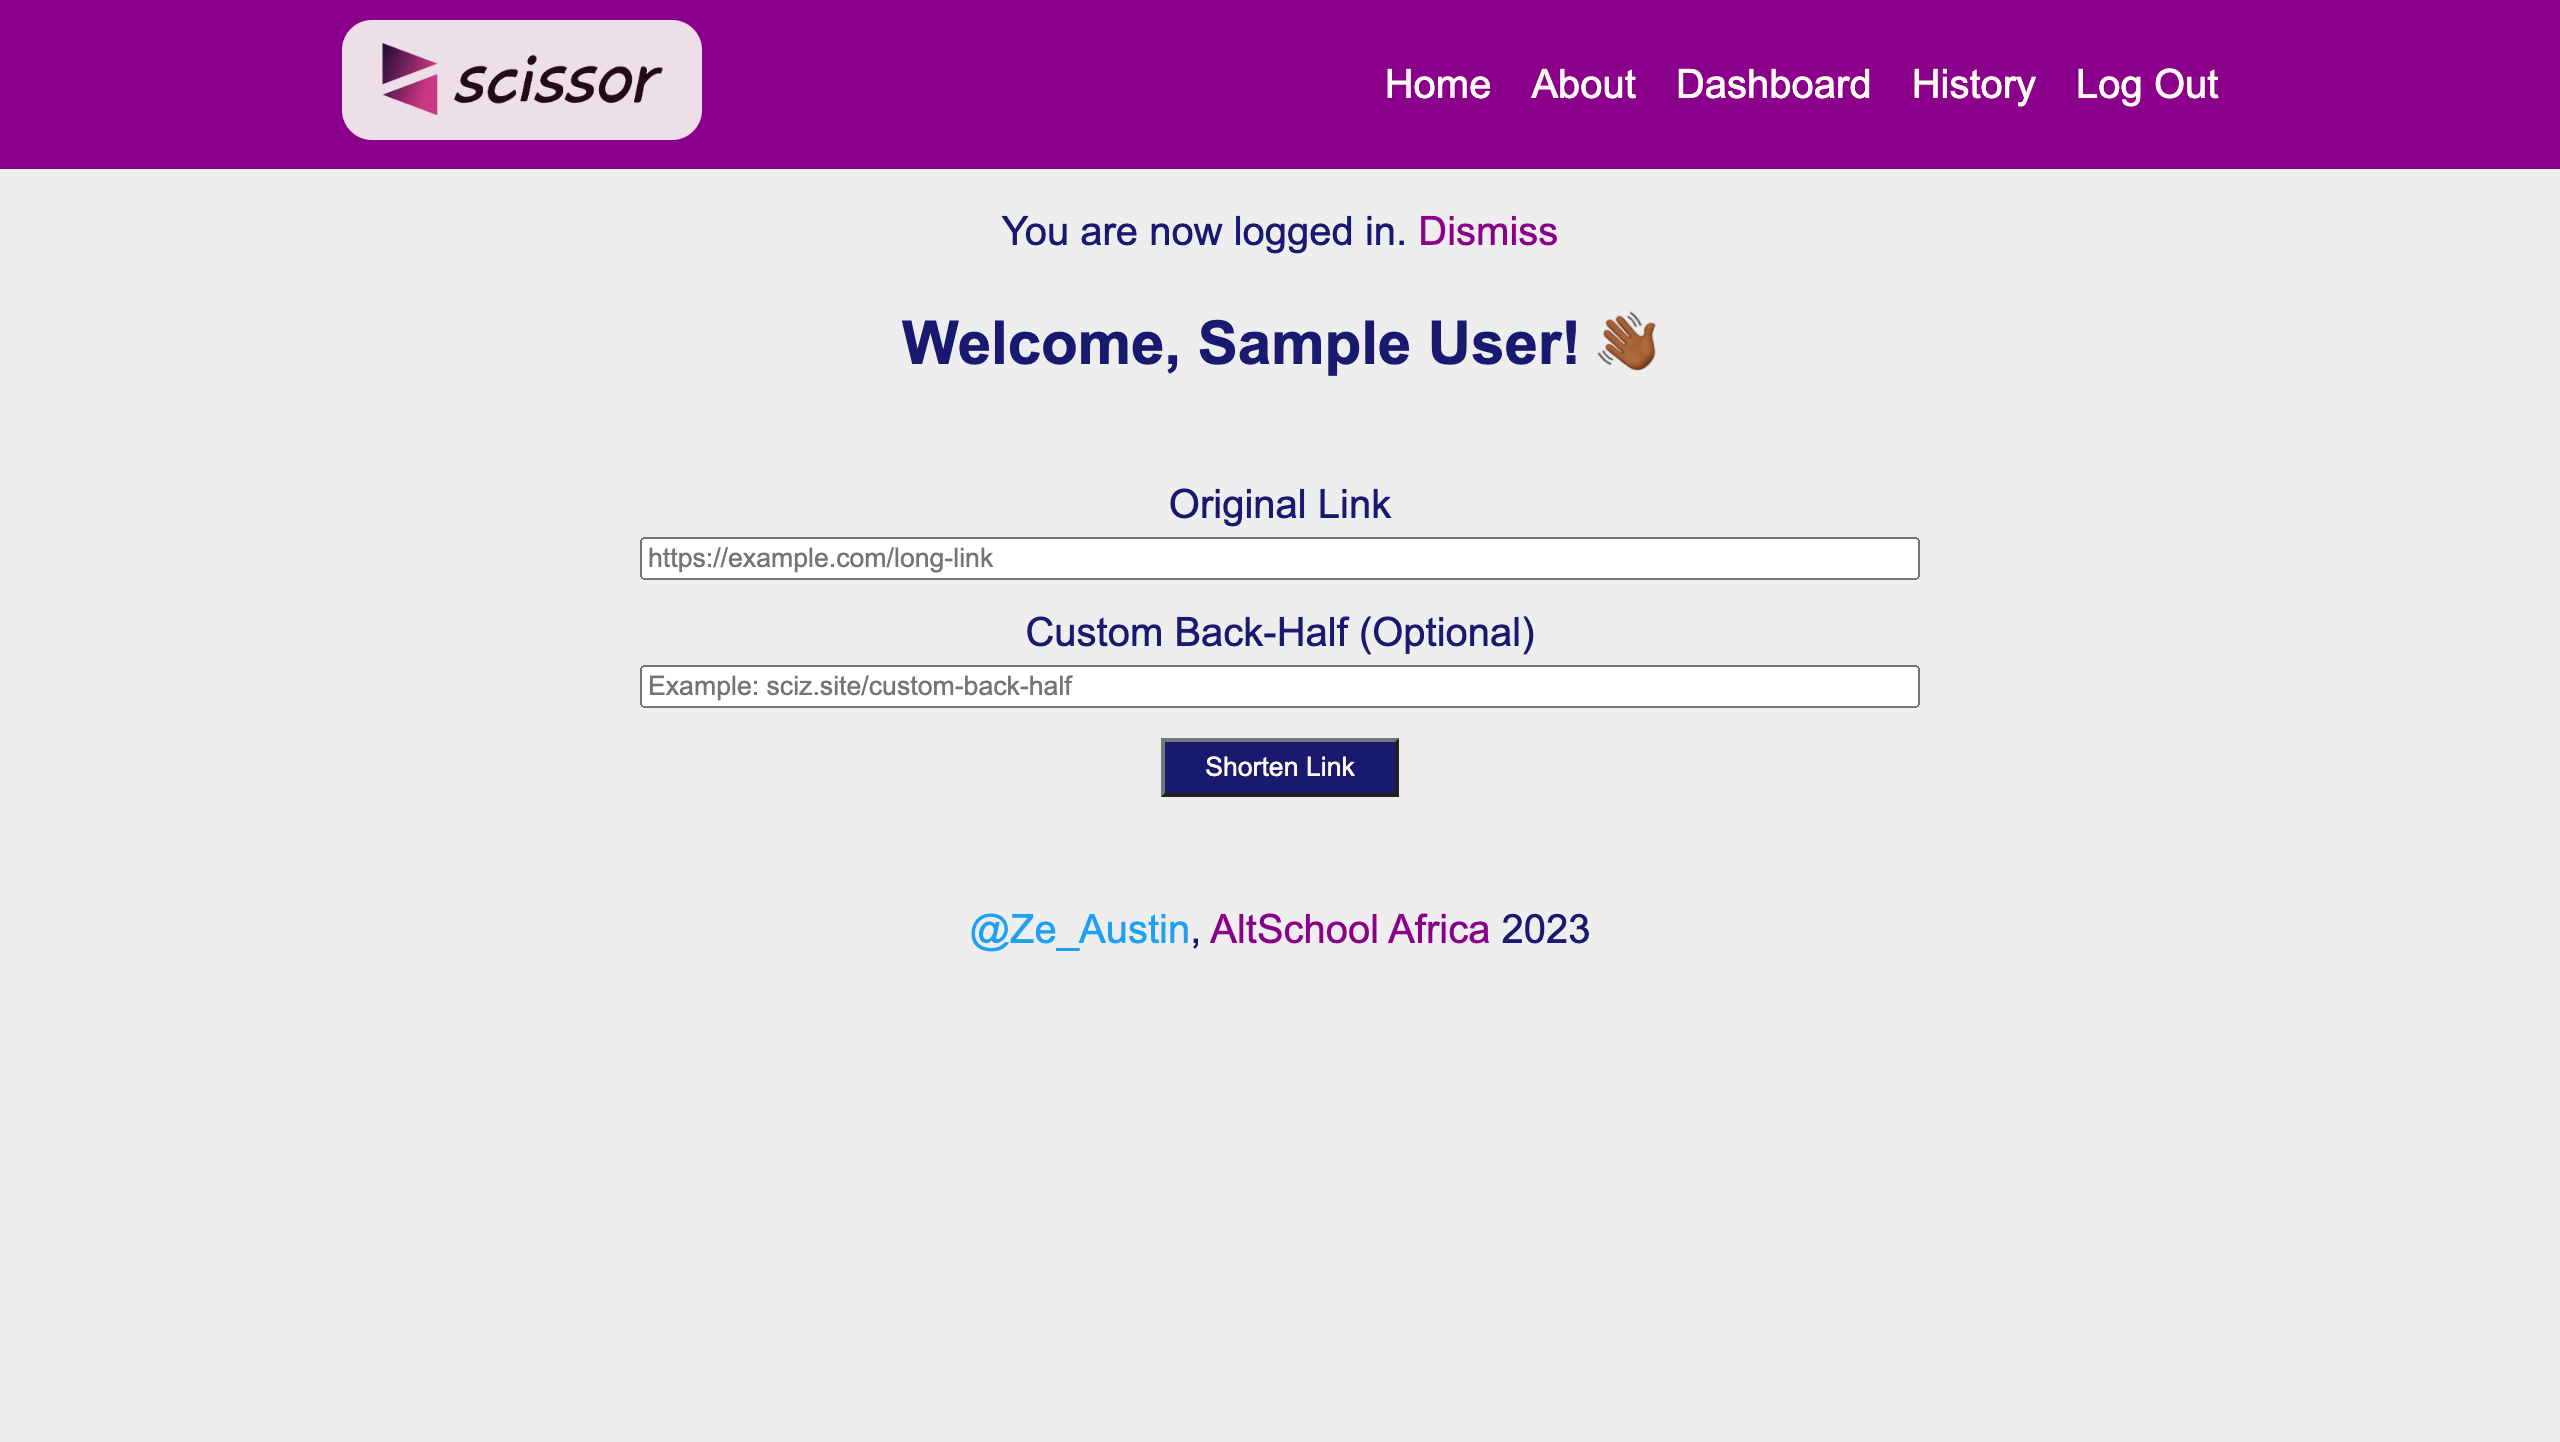 scissor
Home About Dashboard History Log Out
You are now logged in. Dismiss
Welcome, Sample User! 👋🏾
Original Link
https://example.com/long-link
Custom Back-Half (Optional)
Example: sciz.site/custom-back-half
Shorten Link
@Ze_Austin, AltSchool Africa 2023